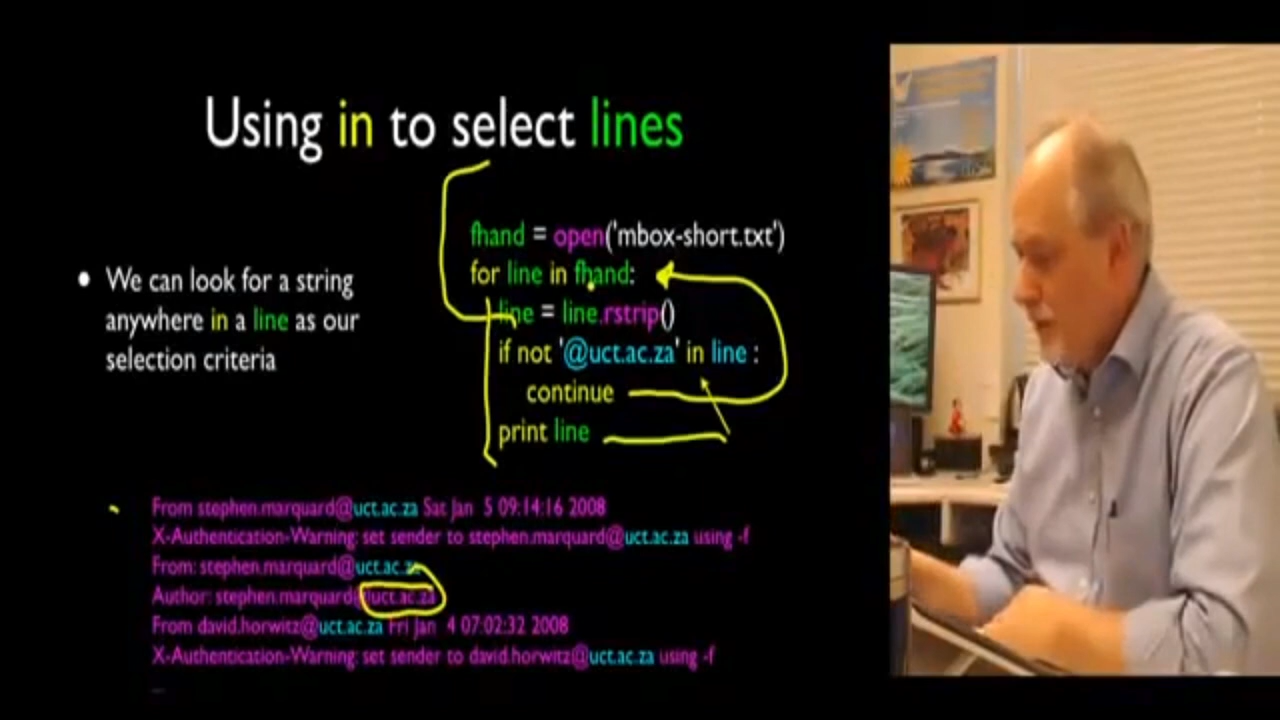 Using in to select lines
We can look for a string
anywhere in a line as our
selection criteria
fhand = open('mbox-short.txt')
for line in fhand:
line = line.rstrip()
if not '@uct.ac.za' in line :
continue
print line
From stephen.marquard@uct.ac.za Sat Jan 5 09:14:16 2008
X-Authentication-Warning: set sender to stephen.marquard@uct.ac.za using -f
From: stephen.marquard@uct.ac.za
Author: stephen.marquard@uct.ac.za
From david.horwitz@uct.ac.za Fri Jan 4 07:02:32 2008
X-Authentication-Warning: set sender to david.horwitz@uct.ac.za using -f
...